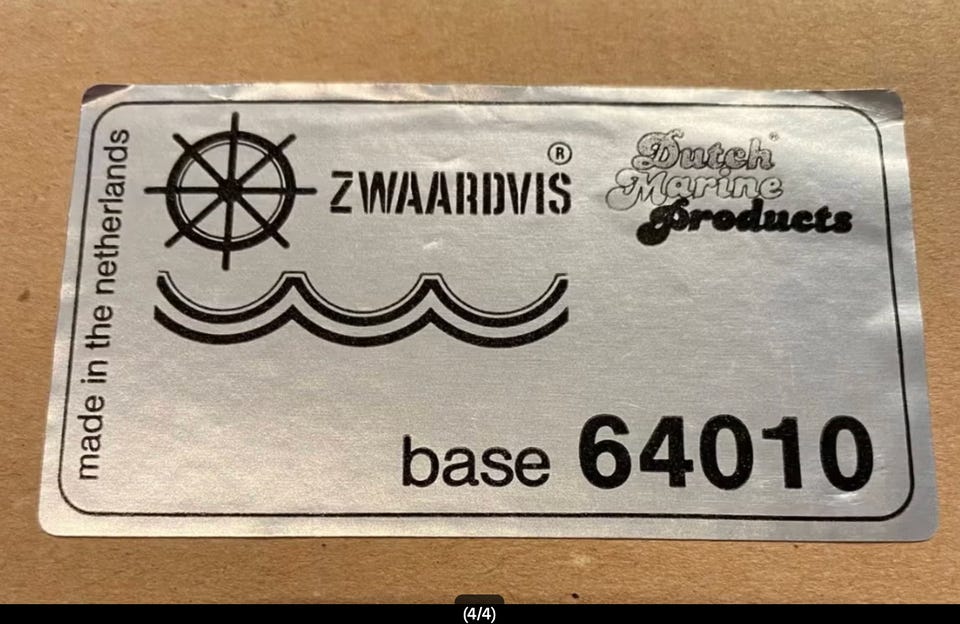 made in the netherlands
ZWAARDVIS ®
Dutch
Marine
Products
base 64010
(4/4)